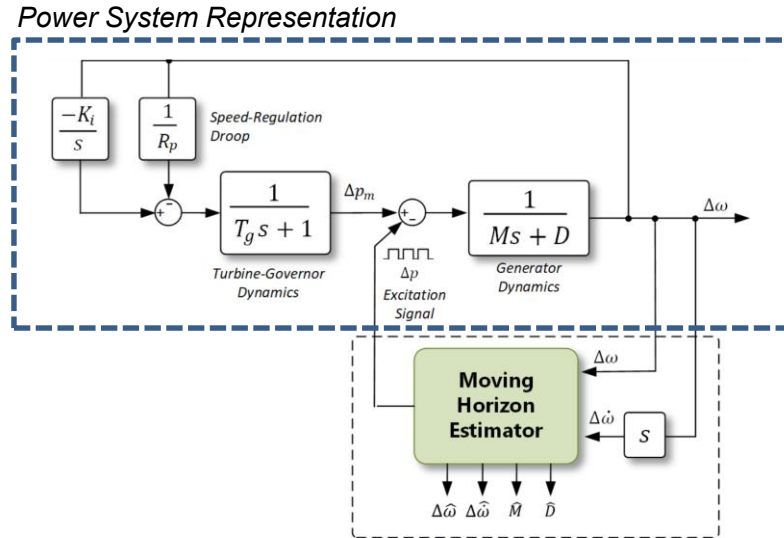 Power System Representation
−K_i
s
1
R_p
Speed-Regulation
Droop
+ -
1
T_g s + 1
Turbine-Governor
Dynamics
Δp_m
+ -
Δp
Excitation
Signal
1
Ms + D
Generator
Dynamics
Δω
Moving
Horizon
Estimator
Δω
Δω̇
s
Δω̂ Δω̇̂ M̂ D̂